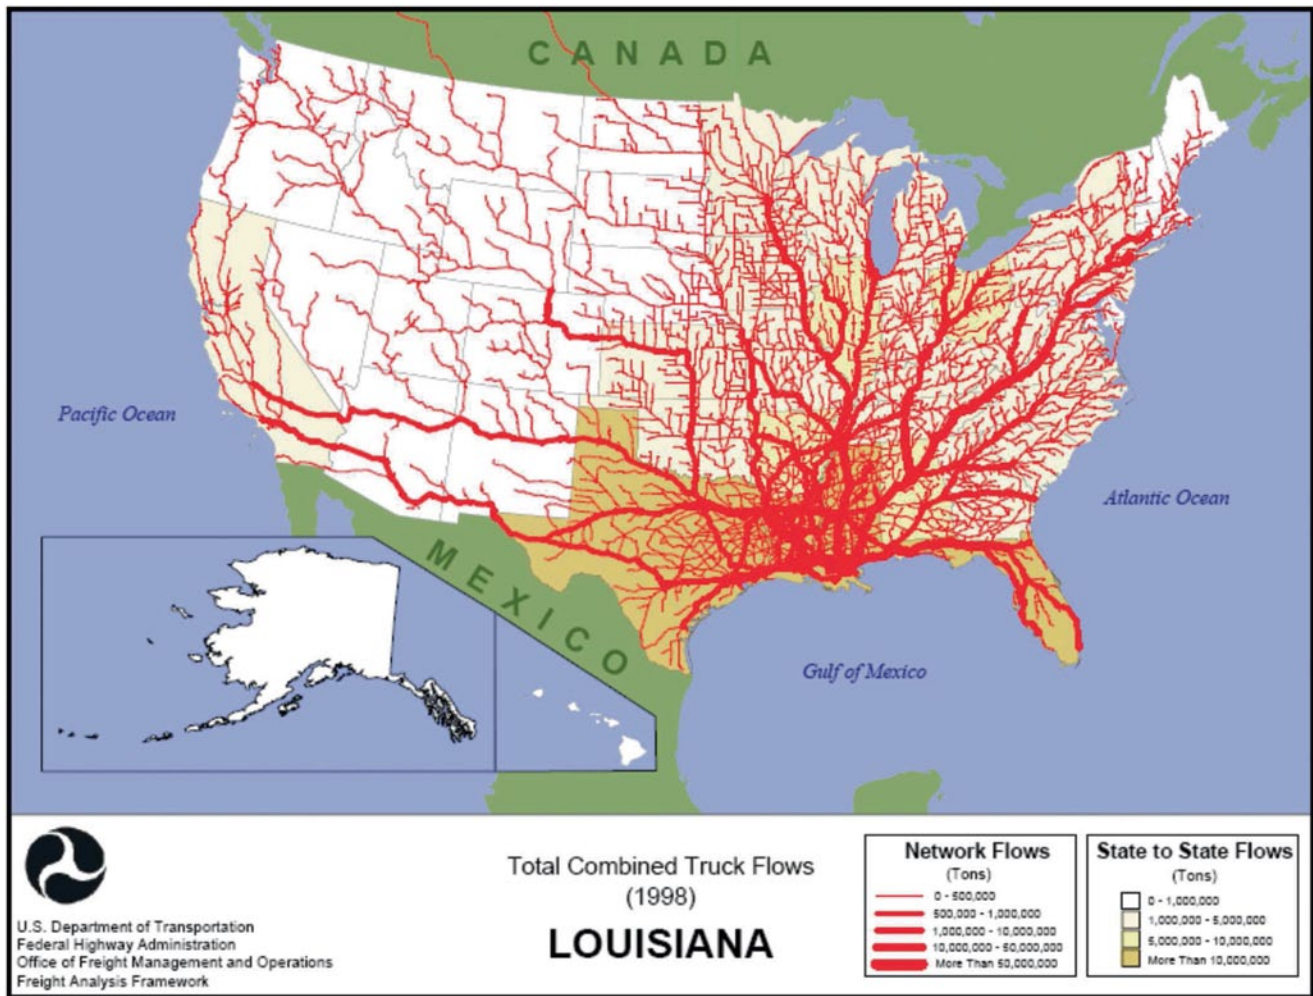 CANADA
Pacific Ocean
Atlantic Ocean
MEXICO
Gulf of Mexico
U.S. Department of Transportation
Federal Highway Administration
Office of Freight Management and Operations
Freight Analysis Framework
Total Combined Truck Flows
(1998)
LOUISIANA
Network Flows
(Tons)
0 - 500,000
500,000 - 1,000,000
1,000,000 - 10,000,000
10,000,000 - 50,000,000
More Than 50,000,000
State to State Flows
(Tons)
0 - 1,000,000
1,000,000 - 5,000,000
5,000,000 - 10,000,000
More Than 10,000,000